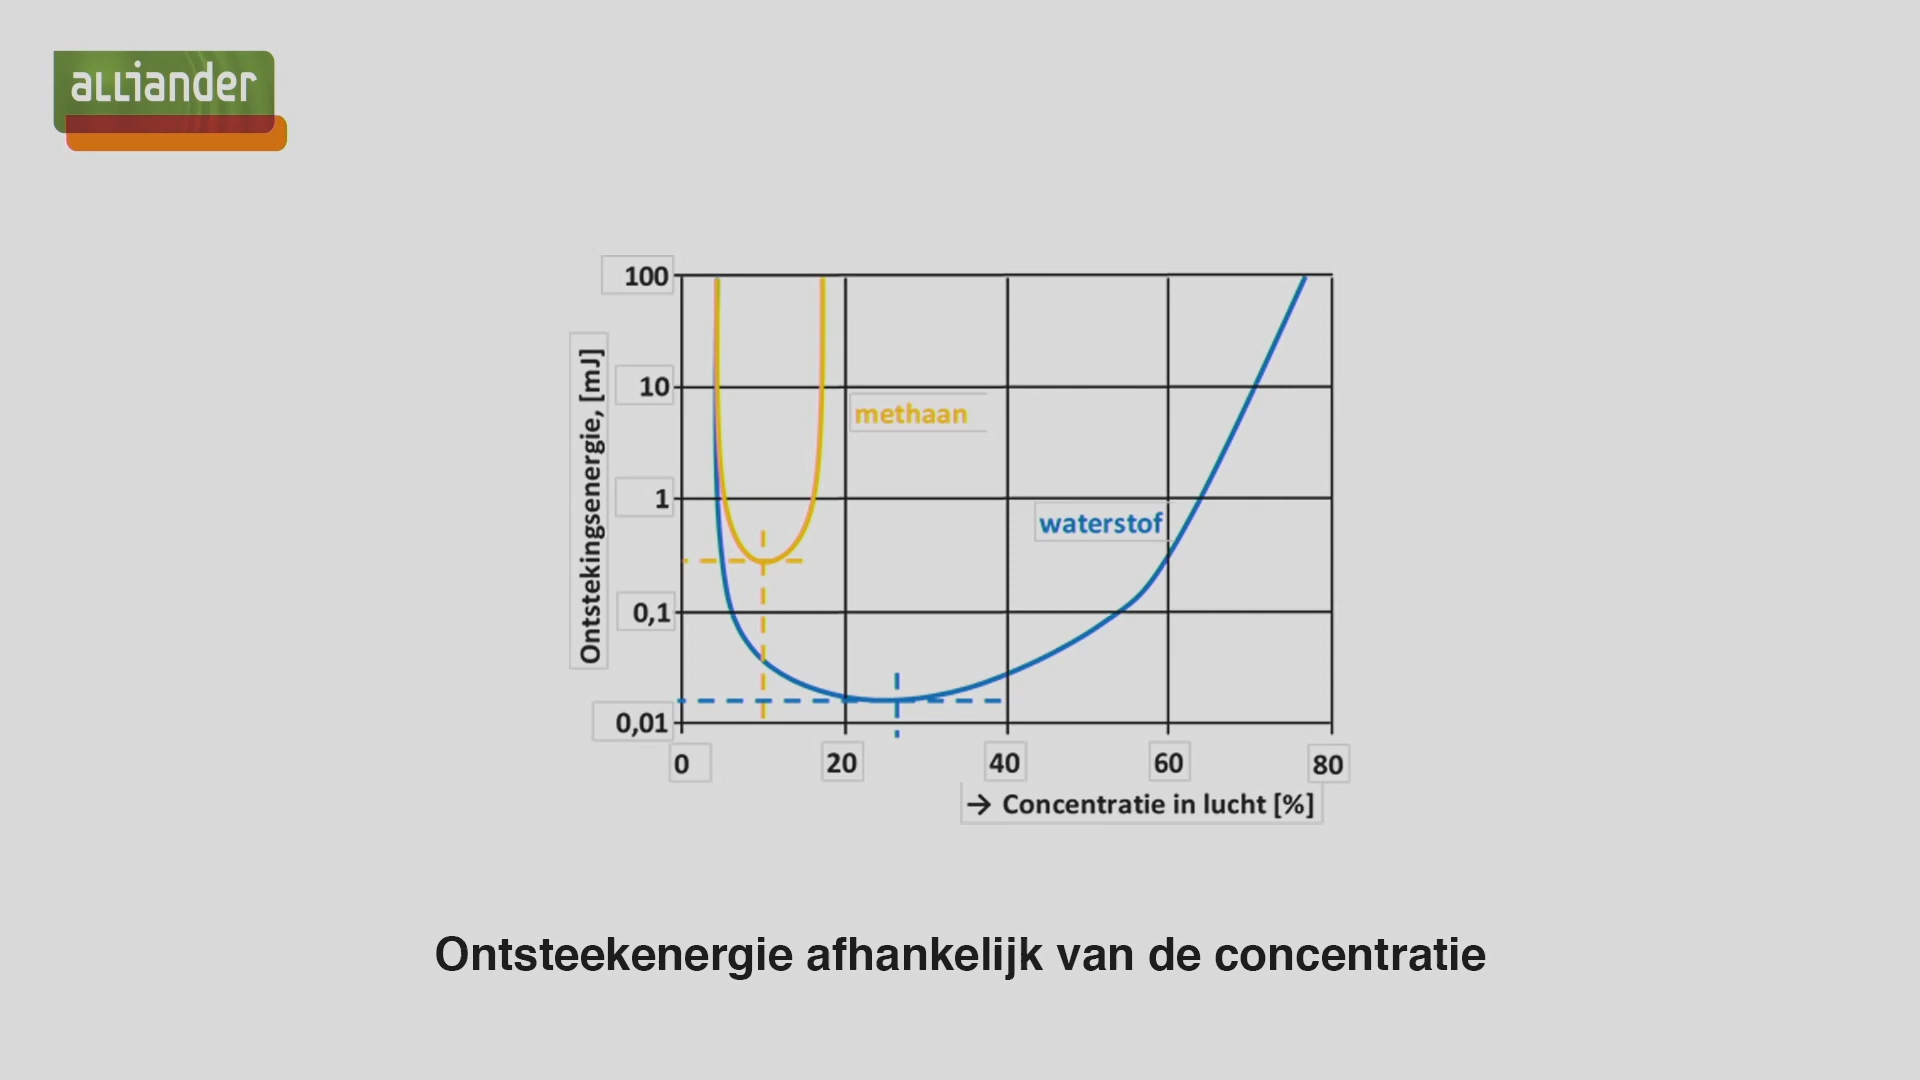 alliander
100
10
1
0,1
0,01
Ontstekingsenergie, [mJ]
methaan
waterstof
0 20 40 60 80
→ Concentratie in lucht [%]
Ontsteekenergie afhankelijk van de concentratie